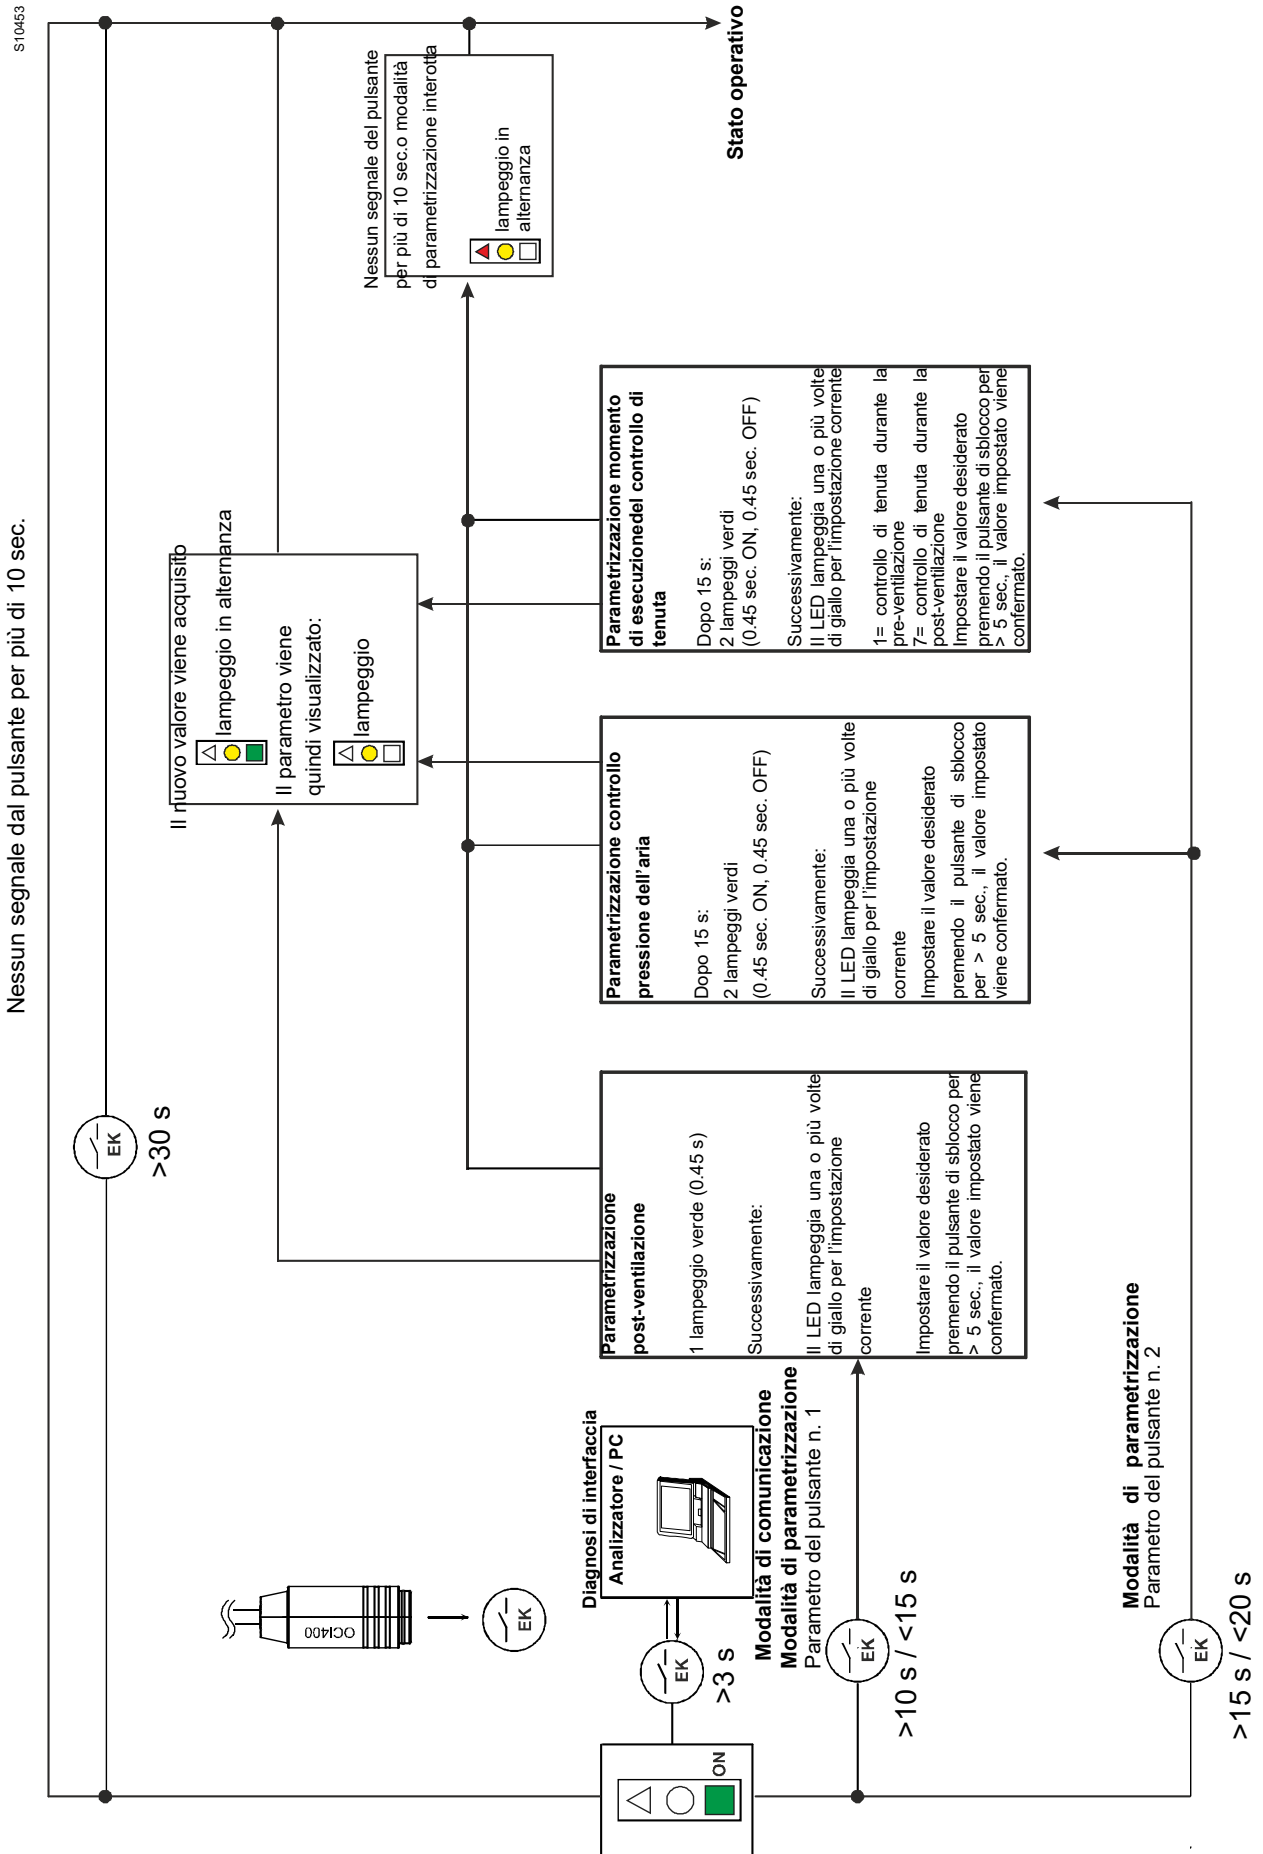 S10453
Nessun segnale dal pulsante per più di 10 sec.
EK
>30 s
Il nuovo valore viene acquisito
lampeggio in alternanza
Il parametro viene
quindi visualizzato:
lampeggio
Nessun segnale del pulsante
per più di 10 sec.o modalità
di parametrizzazione interotta
lampeggio in
alternanza
Stato operativo
OCI400
EK
Diagnosi di interfaccia
Analizzatore / PC
EK
>3 s
Modalità di comunicazione
Modalità di parametrizzazione
Parametro del pulsante n. 1
EK
>10 s / <15 s
ON
Parametrizzazione
post-ventilazione
1 lampeggio verde (0.45 s)
Successivamente:
Il LED lampeggia una o più volte
di giallo per l'impostazione
corrente
Impostare il valore desiderato
premendo il pulsante di sblocco per
> 5 sec., il valore impostato viene
confermato.
Parametrizzazione controllo
pressione dell'aria
Dopo 15 s:
2 lampeggi verdi
(0.45 sec. ON, 0.45 sec. OFF)
Successivamente:
Il LED lampeggia una o più volte
di giallo per l'impostazione
corrente
Impostare il valore desiderato
premendo il pulsante di sblocco
per > 5 sec., il valore impostato
viene confermato.
Parametrizzazione momento
di esecuzionedel controllo di
tenuta
Dopo 15 s:
2 lampeggi verdi
(0.45 sec. ON, 0.45 sec. OFF)
Successivamente:
Il LED lampeggia una o più volte
di giallo per l'impostazione corrente
1= controllo di tenuta durante la
pre-ventilazione
7= controllo di tenuta durante la
post-ventilazione
Impostare il valore desiderato
premendo il pulsante di sblocco per
> 5 sec., il valore impostato viene
confermato.
Modalità di parametrizzazione
Parametro del pulsante n. 2
EK
>15 s / <20 s